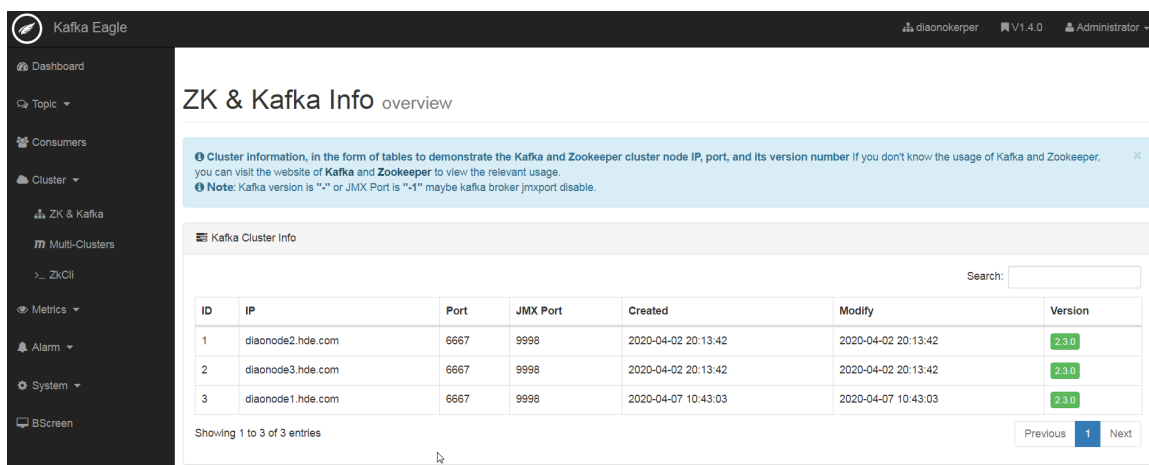 Kafka Eagle
diaonokerper V1.4.0 Administrator
Dashboard
Topic
Consumers
Cluster
ZK & Kafka
Multi-Clusters
ZkCli
Metrics
Alarm
System
BScreen
ZK & Kafka Info overview
Cluster information, in the form of tables to demonstrate the Kafka and Zookeeper cluster node IP, port, and its version number If you don't know the usage of Kafka and Zookeeper,
you can visit the website of Kafka and Zookeeper to view the relevant usage.
Note: Kafka version is "-" or JMX Port is "-1" maybe kafka broker jmxport disable.
×
Kafka Cluster Info
Search:
ID IP Port JMX Port Created Modify Version
1 diaonode2.hde.com 6667 9998 2020-04-02 20:13:42 2020-04-02 20:13:42 2.3.0
2 diaonode3.hde.com 6667 9998 2020-04-02 20:13:42 2020-04-02 20:13:42 2.3.0
3 diaonode1.hde.com 6667 9998 2020-04-07 10:43:03 2020-04-07 10:43:03 2.3.0
Showing 1 to 3 of 3 entries
Previous 1 Next